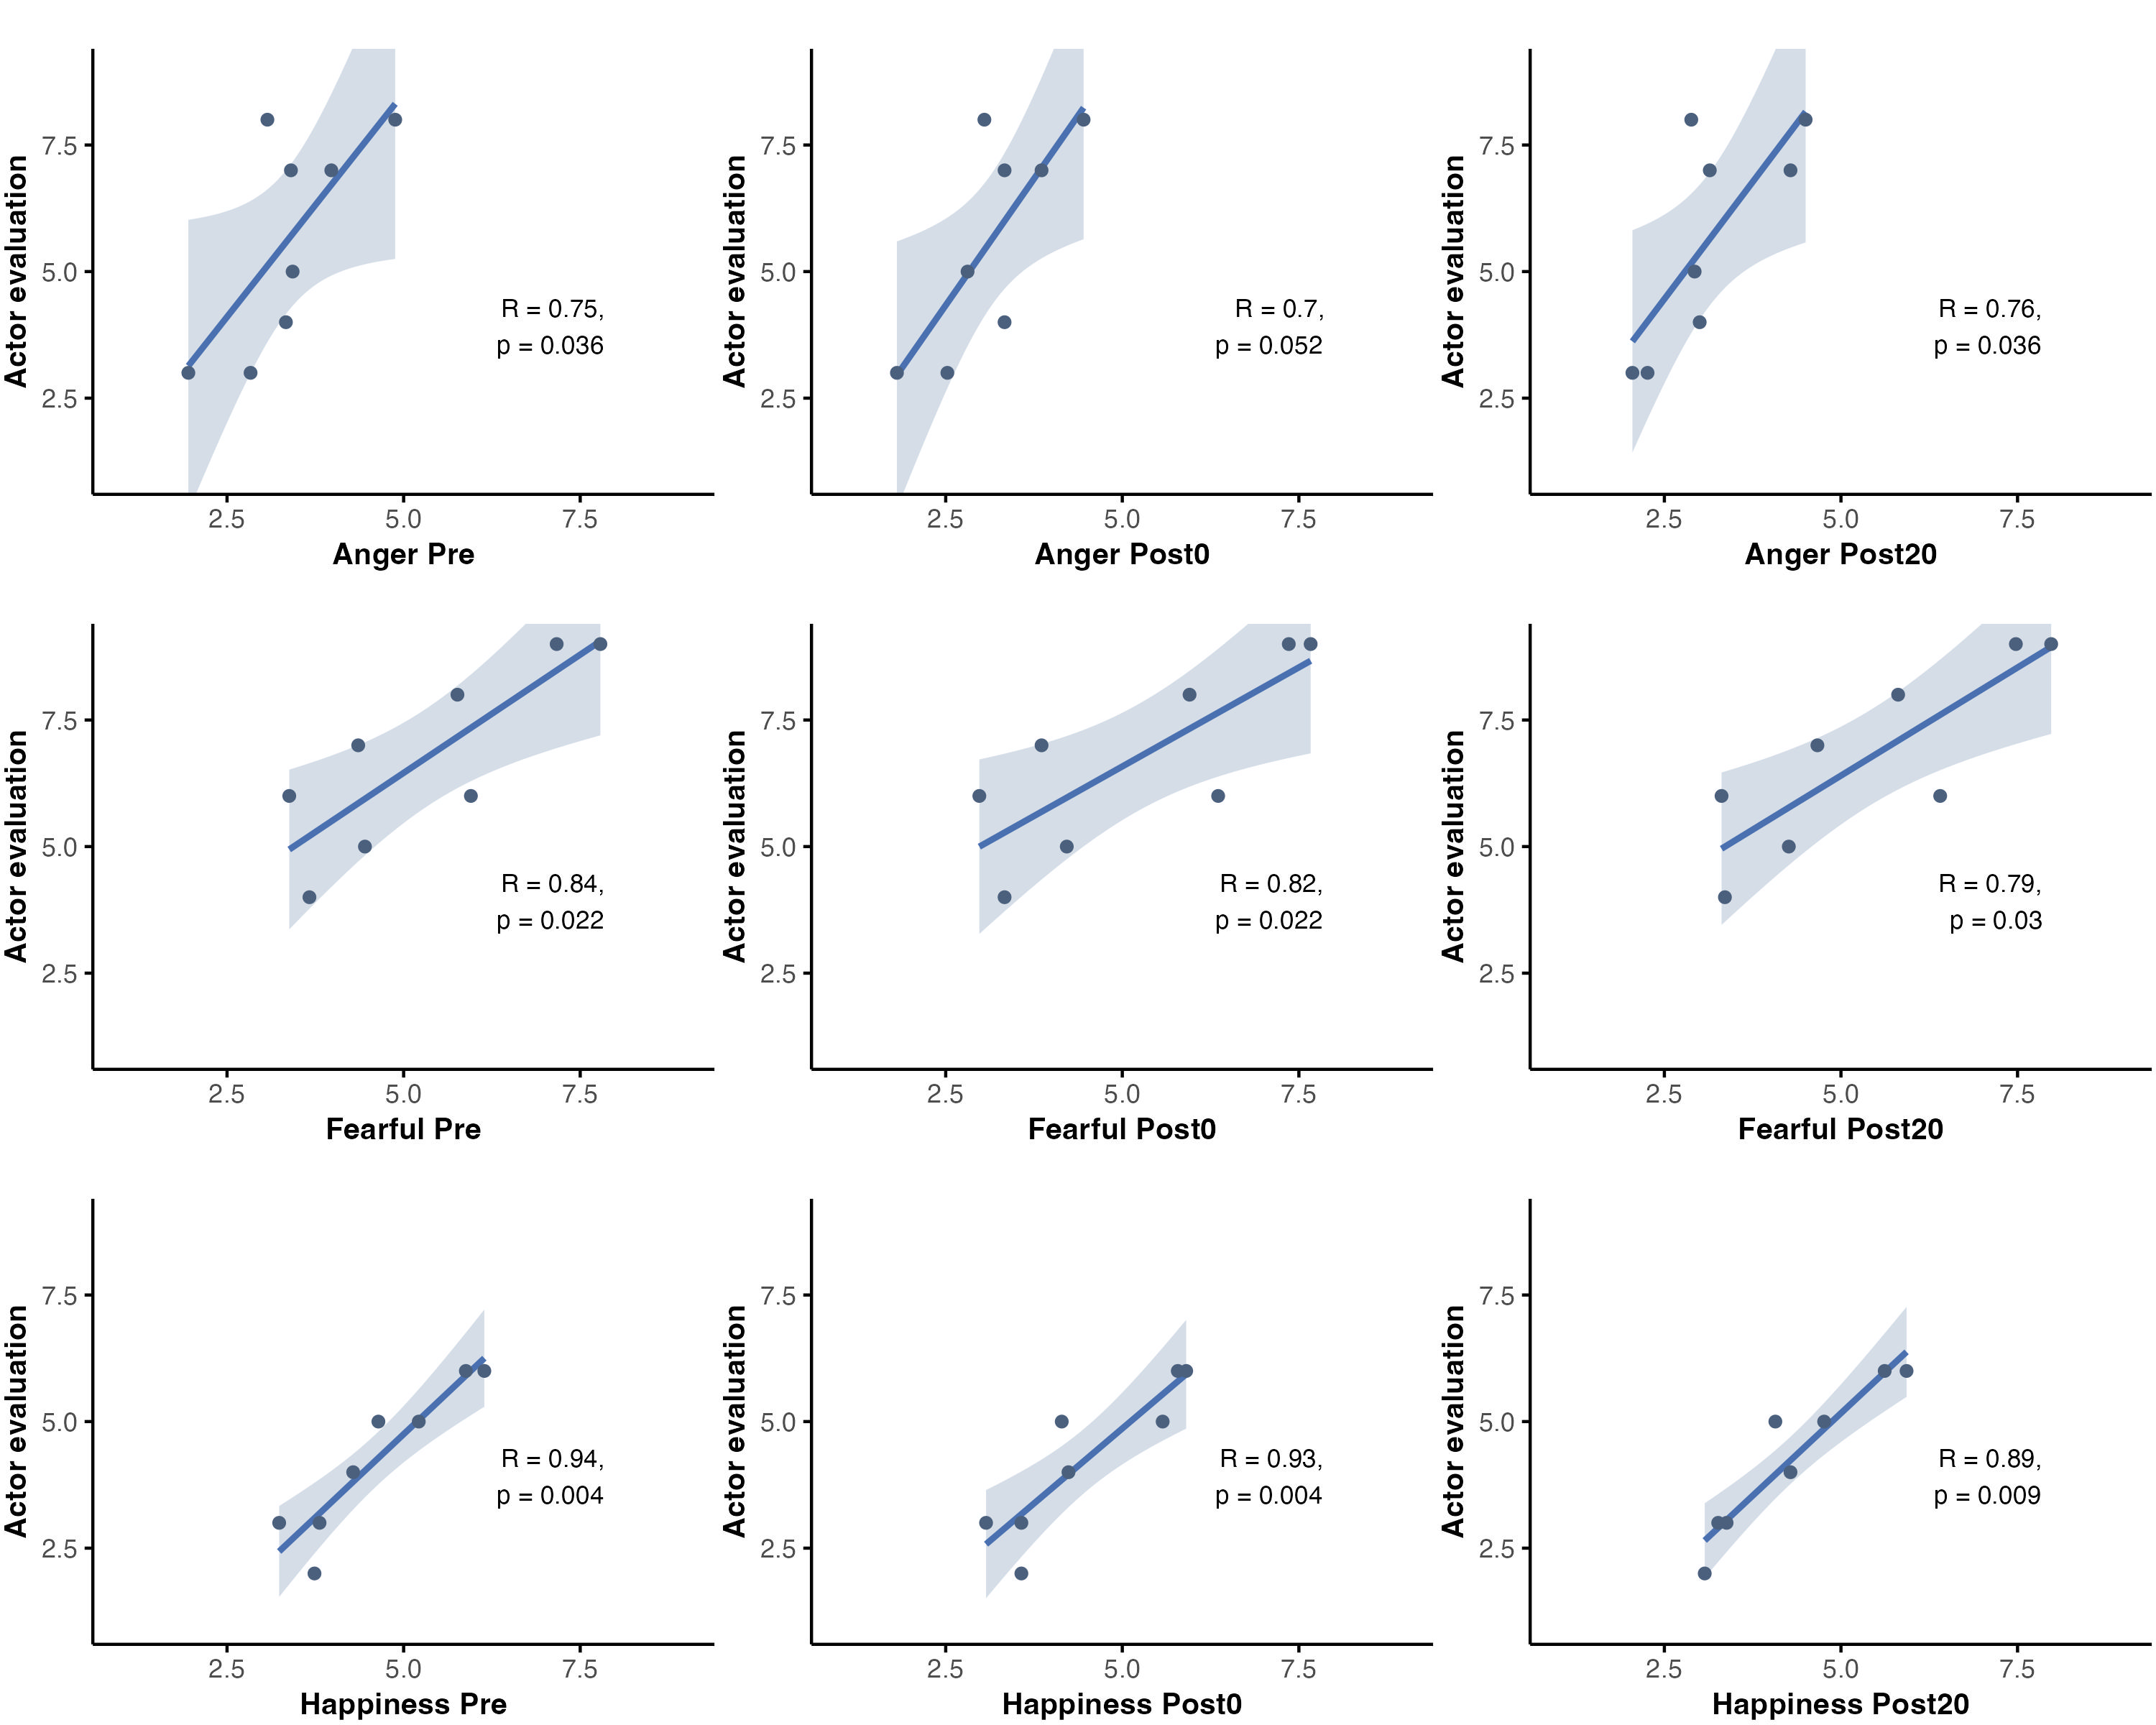 Actor evaluation
7.5
5.0
2.5
R = 0.75,
p = 0.036
2.5 5.0 7.5
Anger Pre
Actor evaluation
7.5
5.0
2.5
R = 0.7,
p = 0.052
2.5 5.0 7.5
Anger Post0
Actor evaluation
7.5
5.0
2.5
R = 0.76,
p = 0.036
2.5 5.0 7.5
Anger Post20
Actor evaluation
7.5
5.0
2.5
R = 0.84,
p = 0.022
2.5 5.0 7.5
Fearful Pre
Actor evaluation
7.5
5.0
2.5
R = 0.82,
p = 0.022
2.5 5.0 7.5
Fearful Post0
Actor evaluation
7.5
5.0
2.5
R = 0.79,
p = 0.03
2.5 5.0 7.5
Fearful Post20
Actor evaluation
7.5
5.0
2.5
R = 0.94,
p = 0.004
2.5 5.0 7.5
Happiness Pre
Actor evaluation
7.5
5.0
2.5
R = 0.93,
p = 0.004
2.5 5.0 7.5
Happiness Post0
Actor evaluation
7.5
5.0
2.5
R = 0.89,
p = 0.009
2.5 5.0 7.5
Happiness Post20